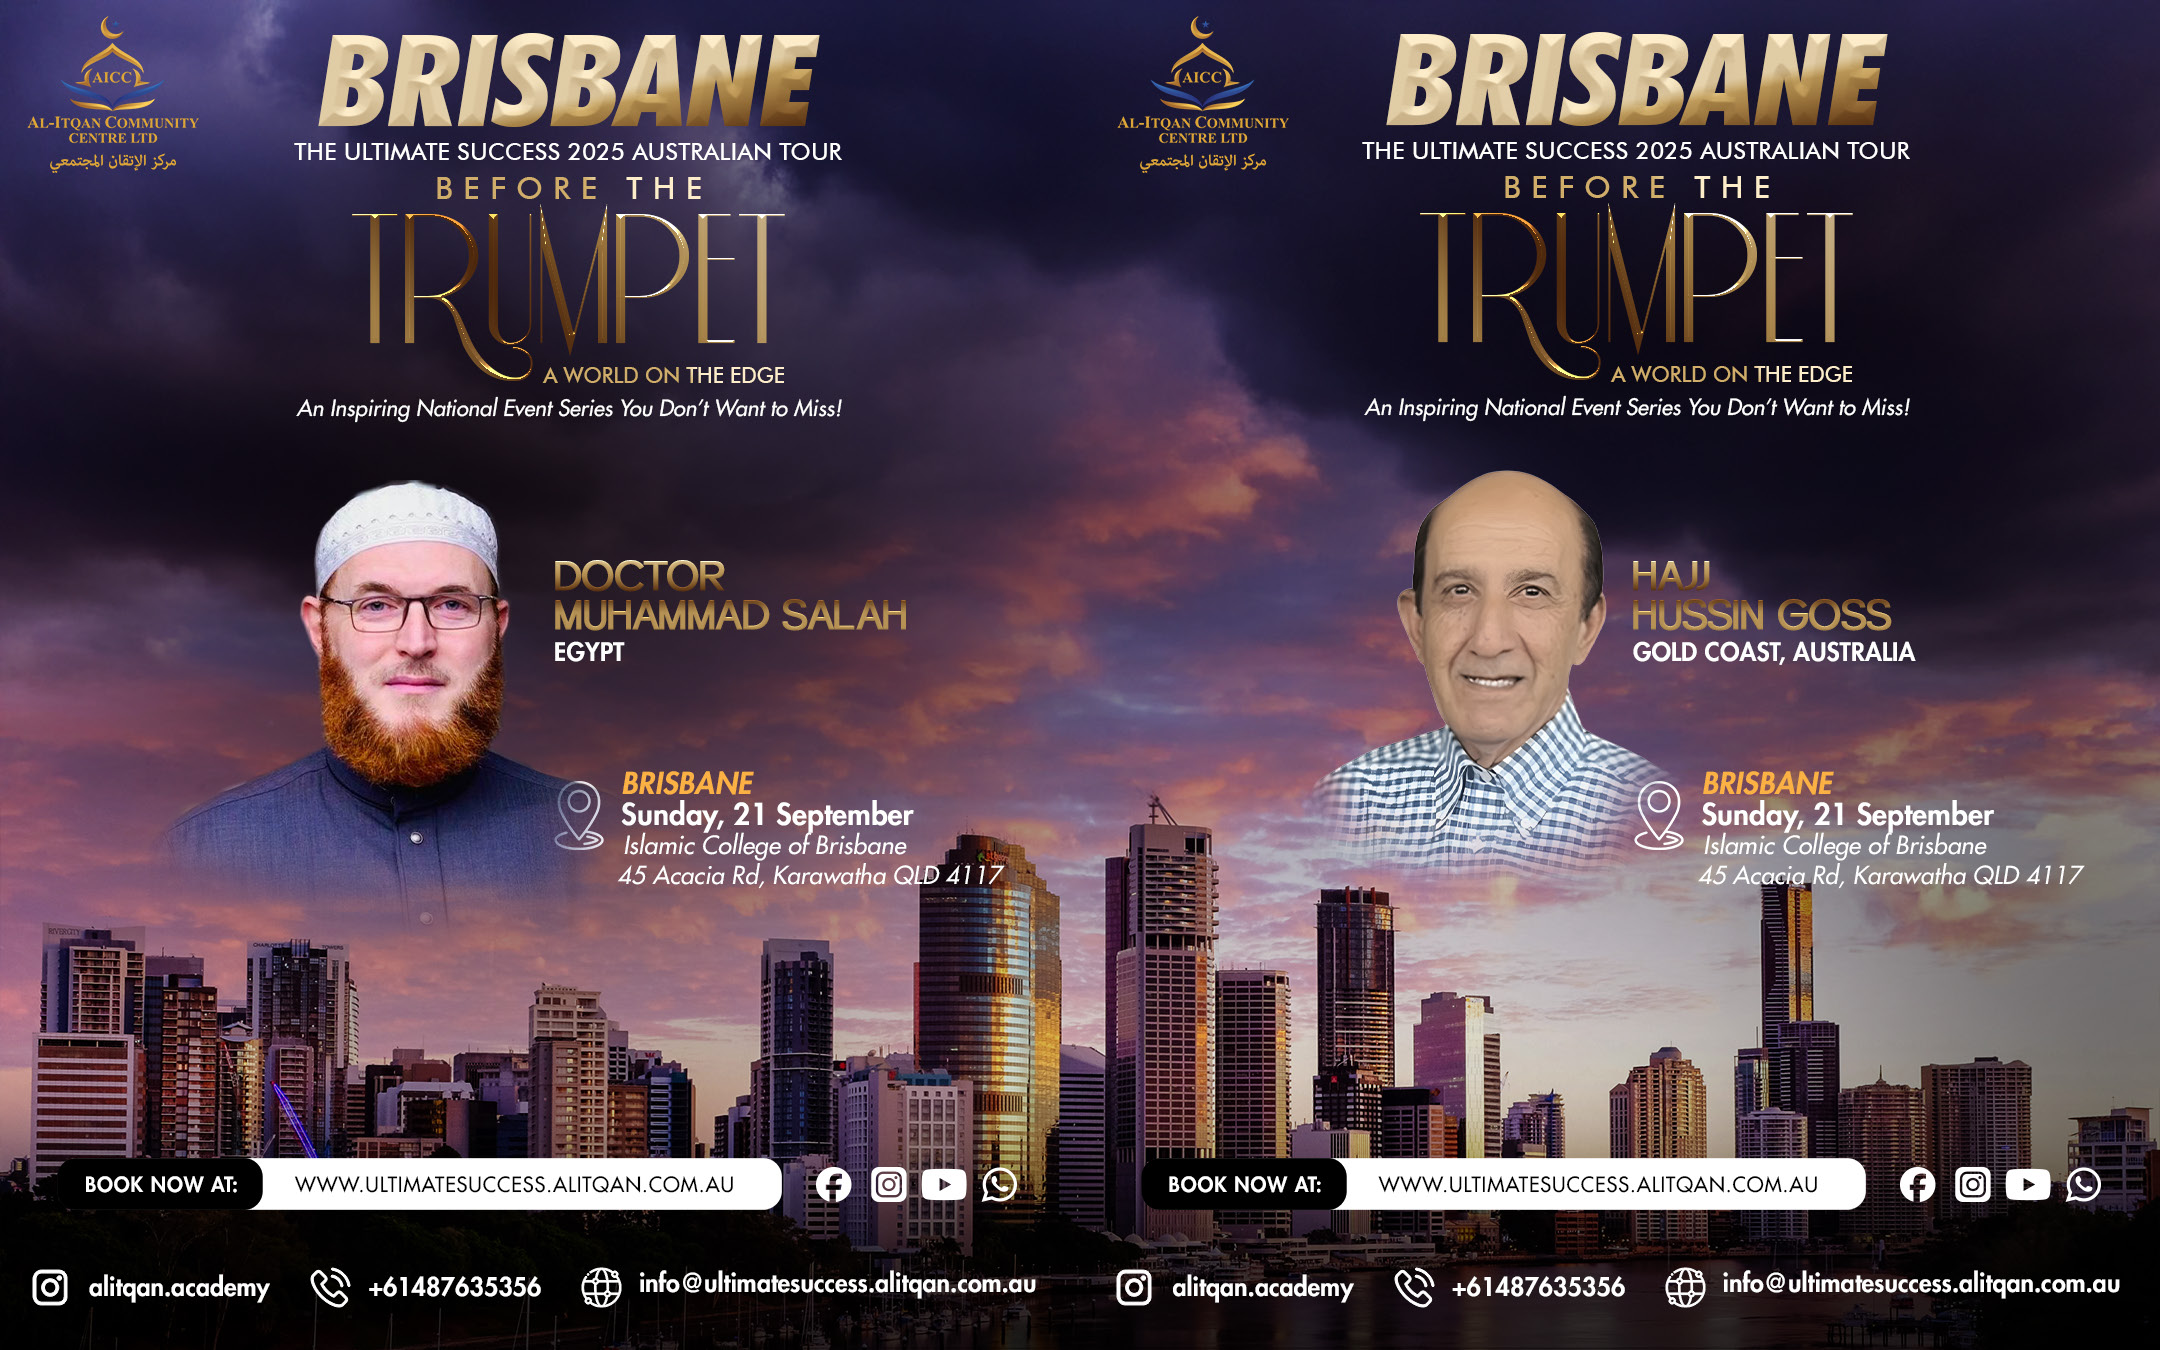 AICC
AL-ITQAN COMMUNITY
CENTRE LTD
مركز الإتقان المجتمعي
BRISBANE
THE ULTIMATE SUCCESS 2025 AUSTRALIAN TOUR
BEFORE THE
TRUMPET
A WORLD ON THE EDGE
An Inspiring National Event Series You Don't Want to Miss!
DOCTOR
MUHAMMAD SALAH
EGYPT
BRISBANE
Sunday, 21 September
Islamic College of Brisbane
45 Acacia Rd, Karawatha QLD 4117
RIVERCITY
CHARLOTTE TOWERS
BOOK NOW AT: WWW.ULTIMATESUCCESS.ALITQAN.COM.AU
alitqan.academy +61487635356 info@ultimatesuccess.alitqan.com.au
AICC
AL-ITQAN COMMUNITY
CENTRE LTD
مركز الإتقان المجتمعي
BRISBANE
THE ULTIMATE SUCCESS 2025 AUSTRALIAN TOUR
BEFORE THE
TRUMPET
A WORLD ON THE EDGE
An Inspiring National Event Series You Don't Want to Miss!
HAJJ
HUSSIN GOSS
GOLD COAST, AUSTRALIA
BRISBANE
Sunday, 21 September
Islamic College of Brisbane
45 Acacia Rd, Karawatha QLD 4117
BOOK NOW AT: WWW.ULTIMATESUCCESS.ALITQAN.COM.AU
alitqan.academy +61487635356 info@ultimatesuccess.alitqan.com.au